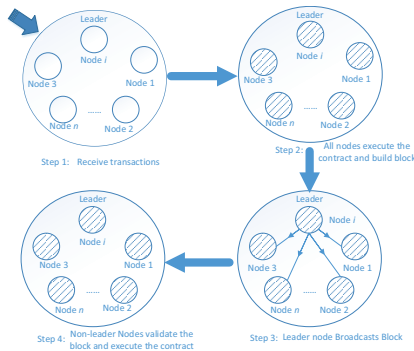 Leader
Node i
Node 3
Node 1
......
Node n
Node 2
Step 1: Receive transactions
Leader
Node i
Node 3
Node 1
......
Node n
Node 2
Step 2: All nodes execute the
contract and build block
Leader
Node i
Node 3
Node 1
......
Node n
Node 2
Step 3: Leader node Broadcasts Block
Leader
Node i
Node 3
Node 1
......
Node n
Node 2
Step 4: Non-leader Nodes validate the
block and execute the contract